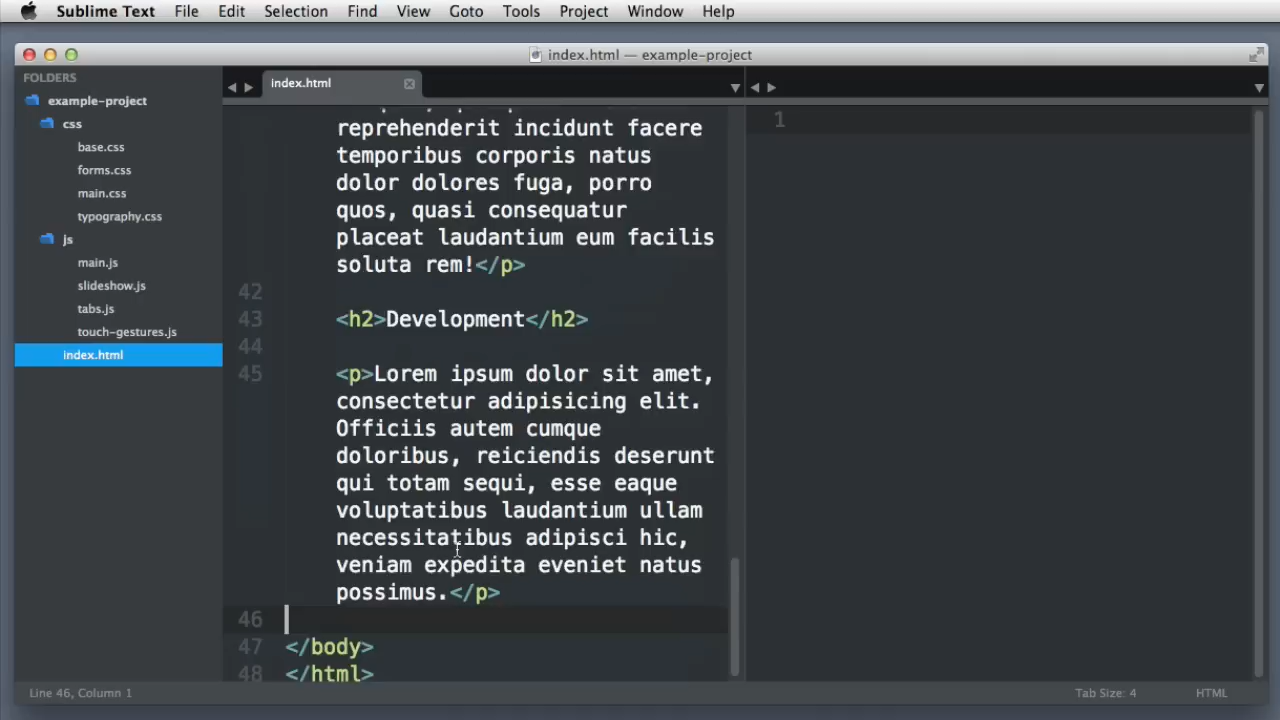 Sublime Text File Edit Selection Find View Goto Tools Project Window Help
index.html — example-project
FOLDERS
example-project
css
base.css
forms.css
main.css
typography.css
js
main.js
slideshow.js
tabs.js
touch-gestures.js
index.html
index.html
reprehenderit incidunt facere
temporibus corporis natus
dolor dolores fuga, porro
quos, quasi consequatur
placeat laudantium eum facilis
soluta rem!</p>
42
43 <h2>Development</h2>
44
45 <p>Lorem ipsum dolor sit amet,
consectetur adipisicing elit.
Officiis autem cumque
doloribus, reiciendis deserunt
qui totam sequi, esse eaque
voluptatibus laudantium ullam
necessitatibus adipisci hic,
veniam expedita eveniet natus
possimus.</p>
46
47 </body>
48 </html>
1
Line 46, Column 1
Tab Size: 4 HTML